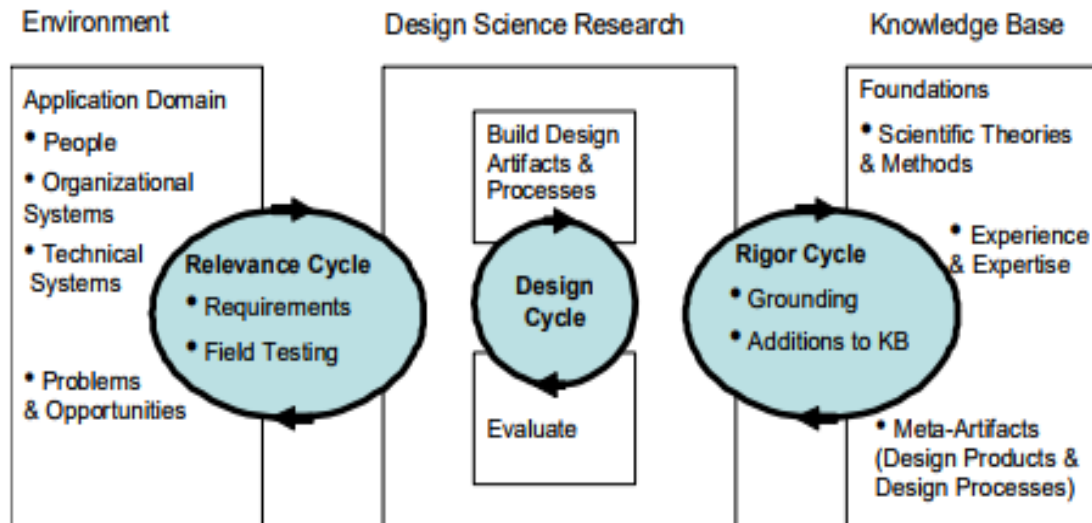 Environment
Design Science Research
Knowledge Base
Application Domain
• People
• Organizational
Systems
• Technical
Systems
• Problems
& Opportunities
Relevance Cycle
• Requirements
• Field Testing
Build Design
Artifacts &
Processes
Design
Cycle
Evaluate
Rigor Cycle
• Grounding
• Additions to KB
Foundations
• Scientific Theories
& Methods
• Experience
& Expertise
• Meta-Artifacts
(Design Products &
Design Processes)